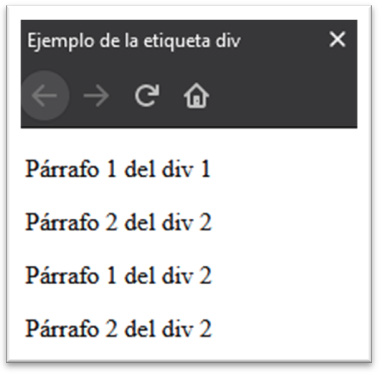 Ejemplo de la etiqueta div
Párrafo 1 del div 1
Párrafo 2 del div 2
Párrafo 1 del div 2
Párrafo 2 del div 2